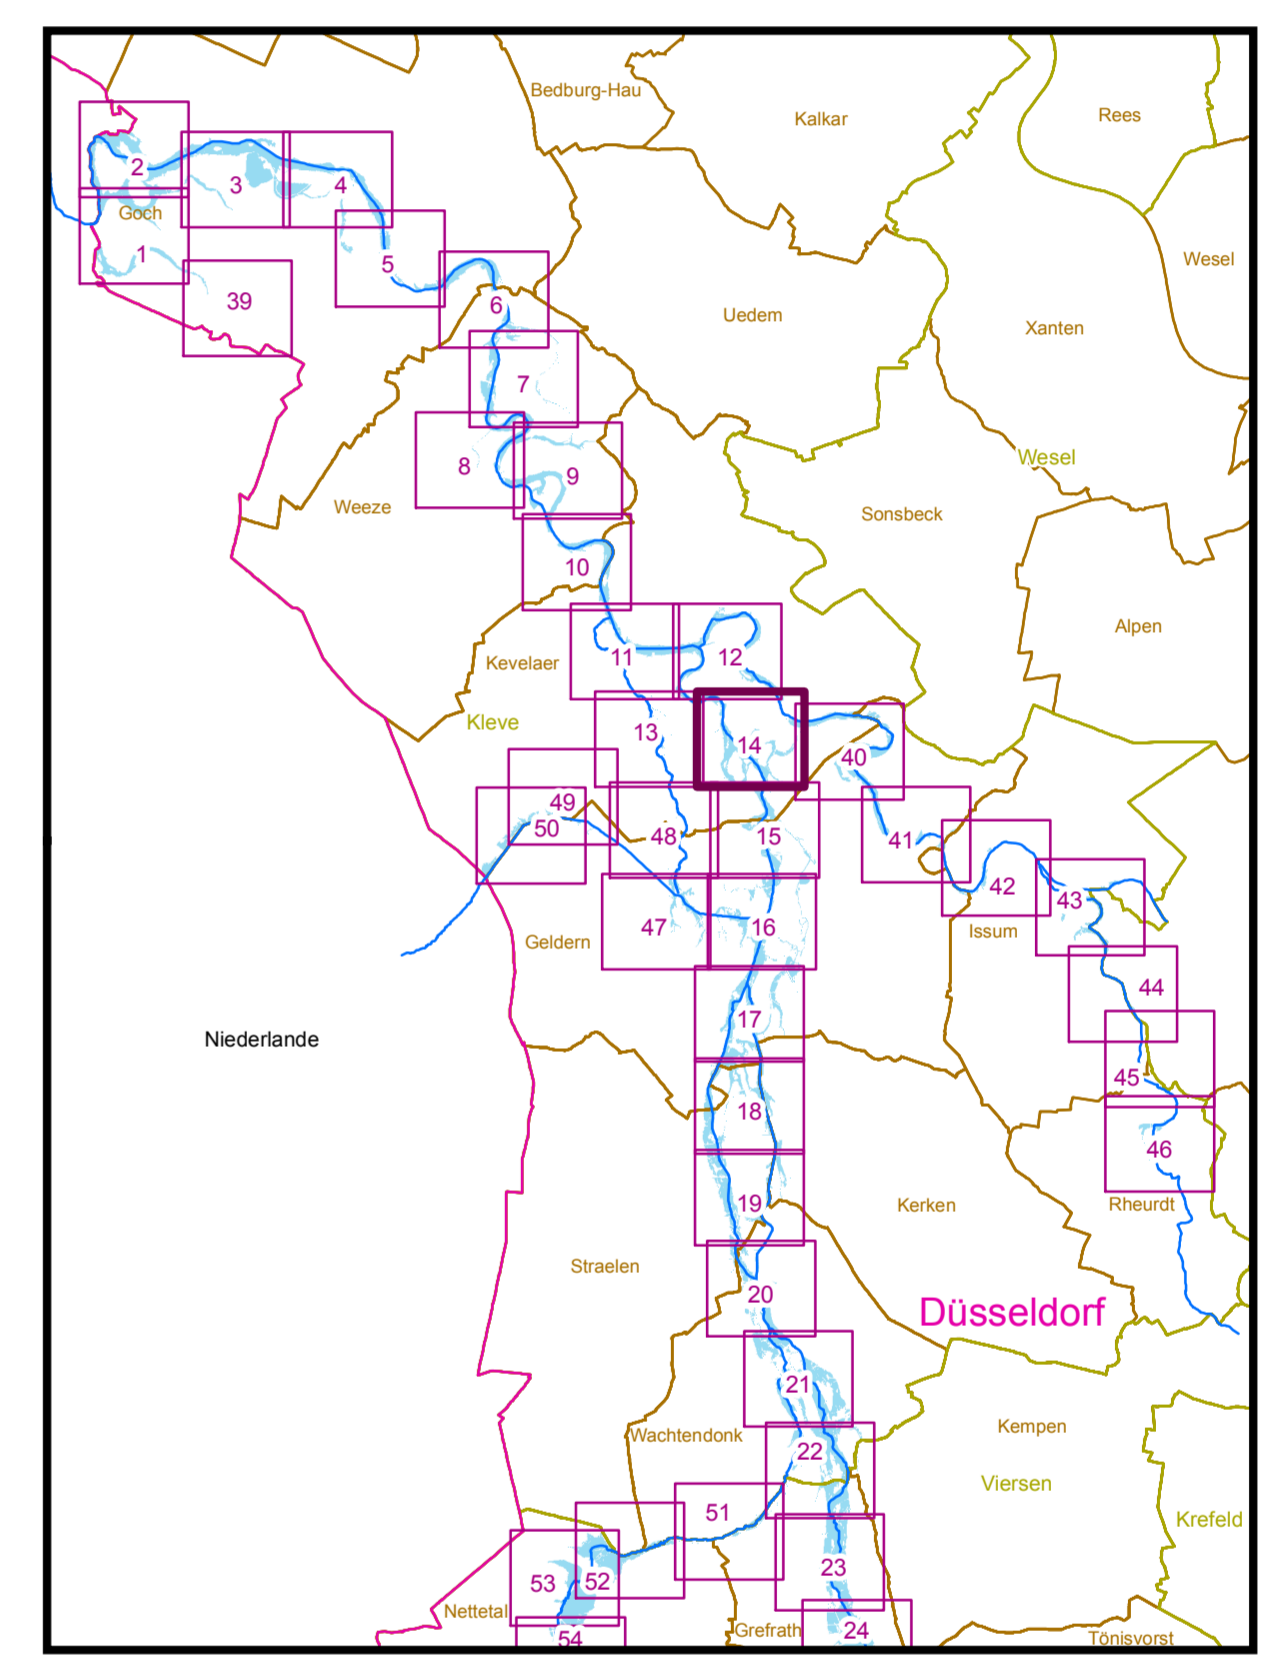 Bedburg-Hau
Kalkar
Rees
2
3
4
Goch
1
5
39
6
Wesel
Uedem
Xanten
7
Wesel
8
9
Weeze
Sonsbeck
10
Alpen
11
12
Kevelaer
Kleve
13
14
40
49
50
48
15
41
42
43
47
16
Issum
Geldern
44
17
Niederlande
45
18
46
19
Kerken
Rheurdt
Straelen
20
Düsseldorf
21
Kempen
Wachtendonk
22
Viersen
51
Krefeld
23
53
52
Nettetal
Grefrath
24
Tönisvorst
54